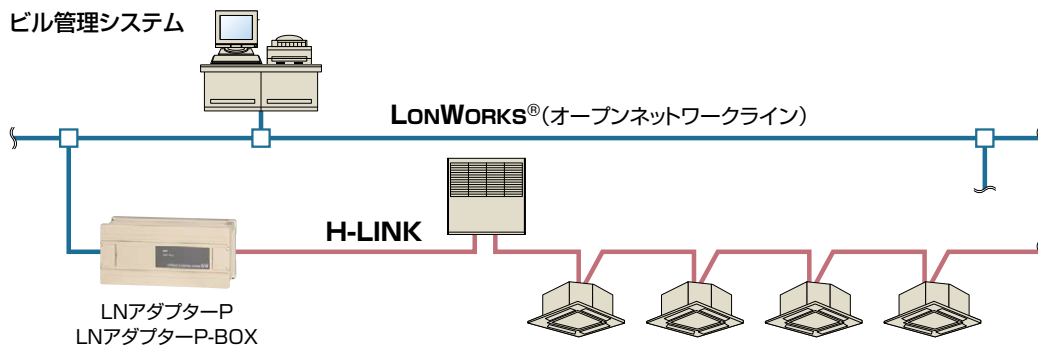 ビル管理システム
LONWORKS®(オープンネットワークライン)
H-LINK
LNアダプターP
LNアダプターP-BOX